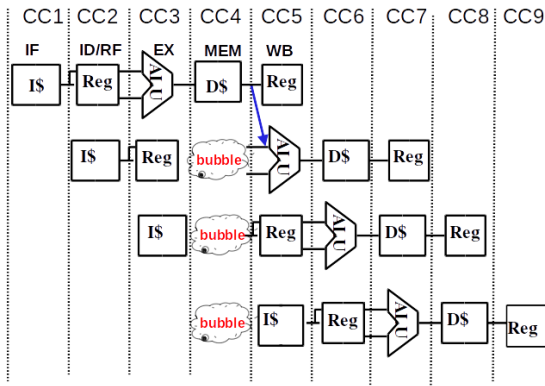 CC1 CC2 CC3 CC4 CC5 CC6 CC7 CC8 CC9
IF ID/RF EX MEM WB
I$ Reg ALU D$ Reg
I$ Reg bubble ALU D$ Reg
I$ bubble Reg ALU D$ Reg
bubble I$ Reg ALU D$ Reg